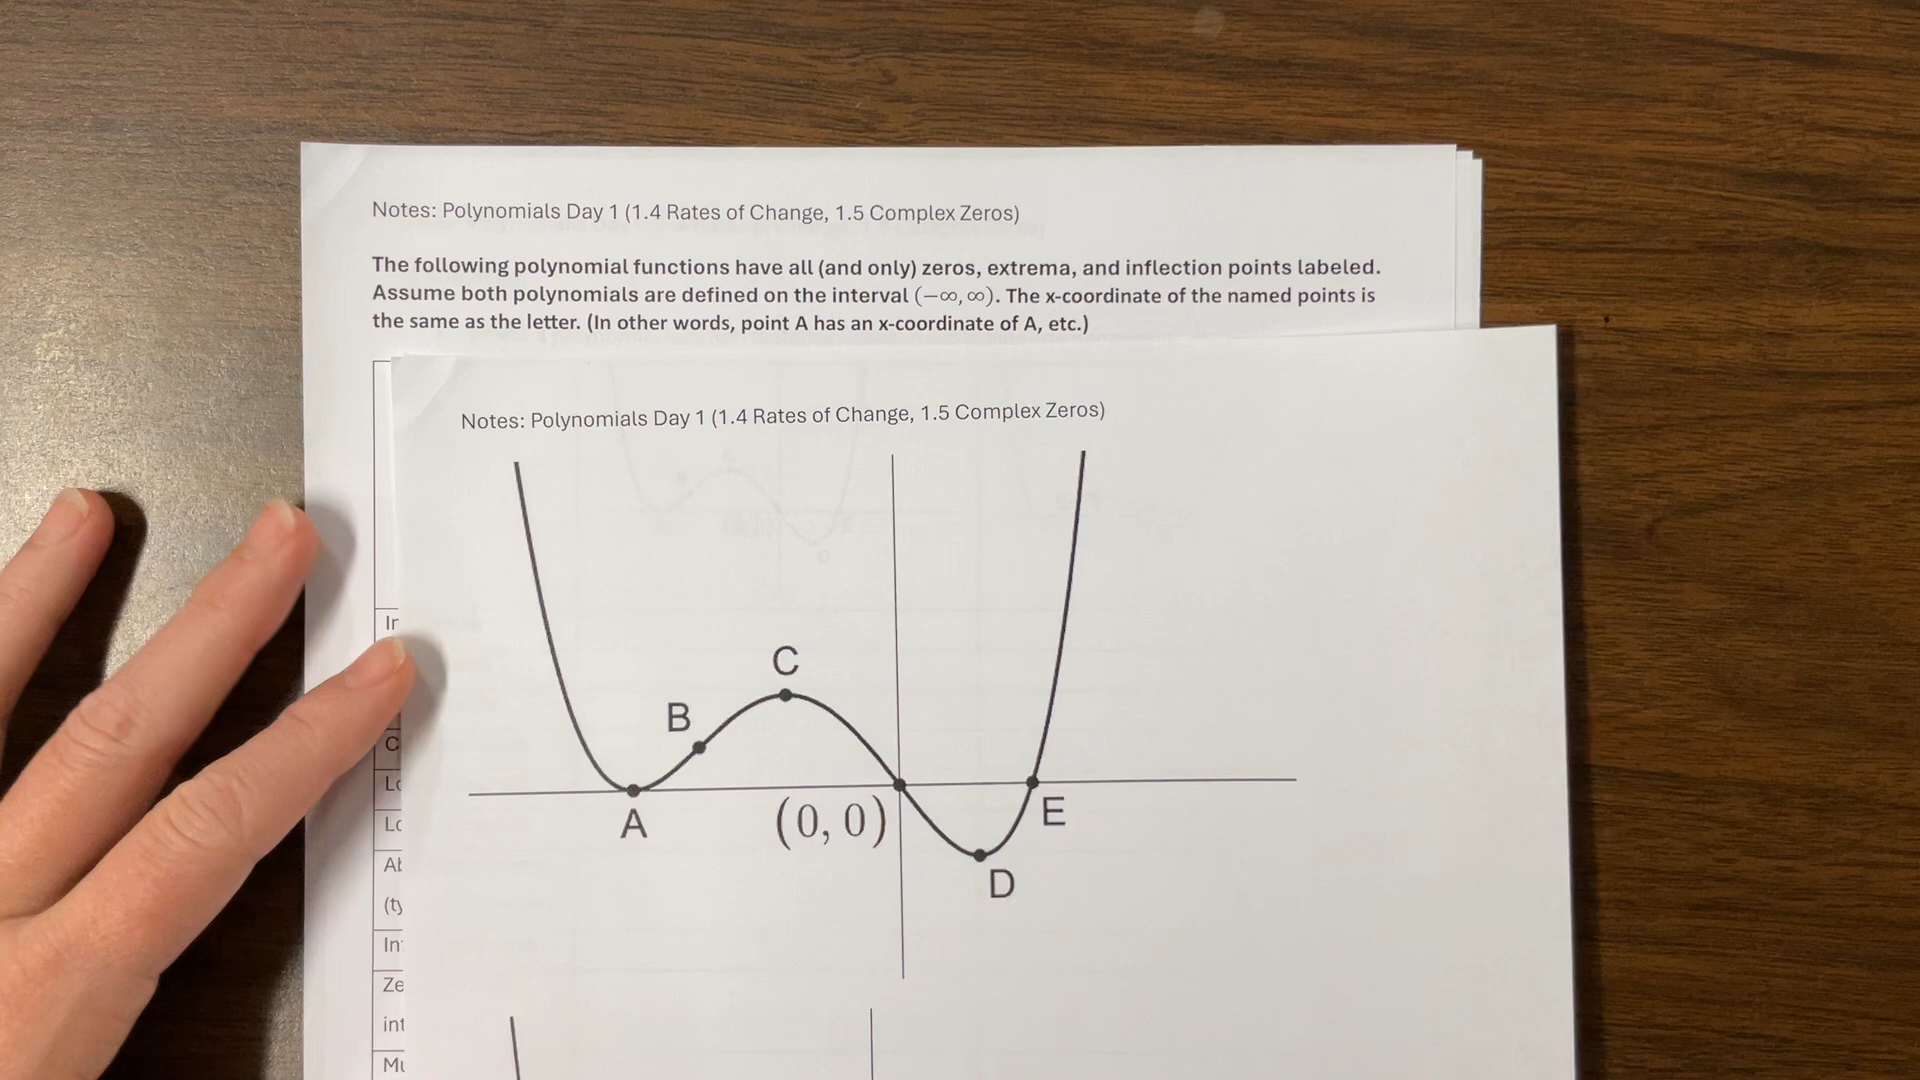 Notes: Polynomials Day 1 (1.4 Rates of Change, 1.5 Complex Zeros)
The following polynomial functions have all (and only) zeros, extrema, and inflection points labeled.
Assume both polynomials are defined on the interval (−∞, ∞). The x-coordinate of the named points is
the same as the letter. (In other words, point A has an x-coordinate of A, etc.)
Notes: Polynomials Day 1 (1.4 Rates of Change, 1.5 Complex Zeros)
C
B
A
(0, 0)
E
D
Ze
int